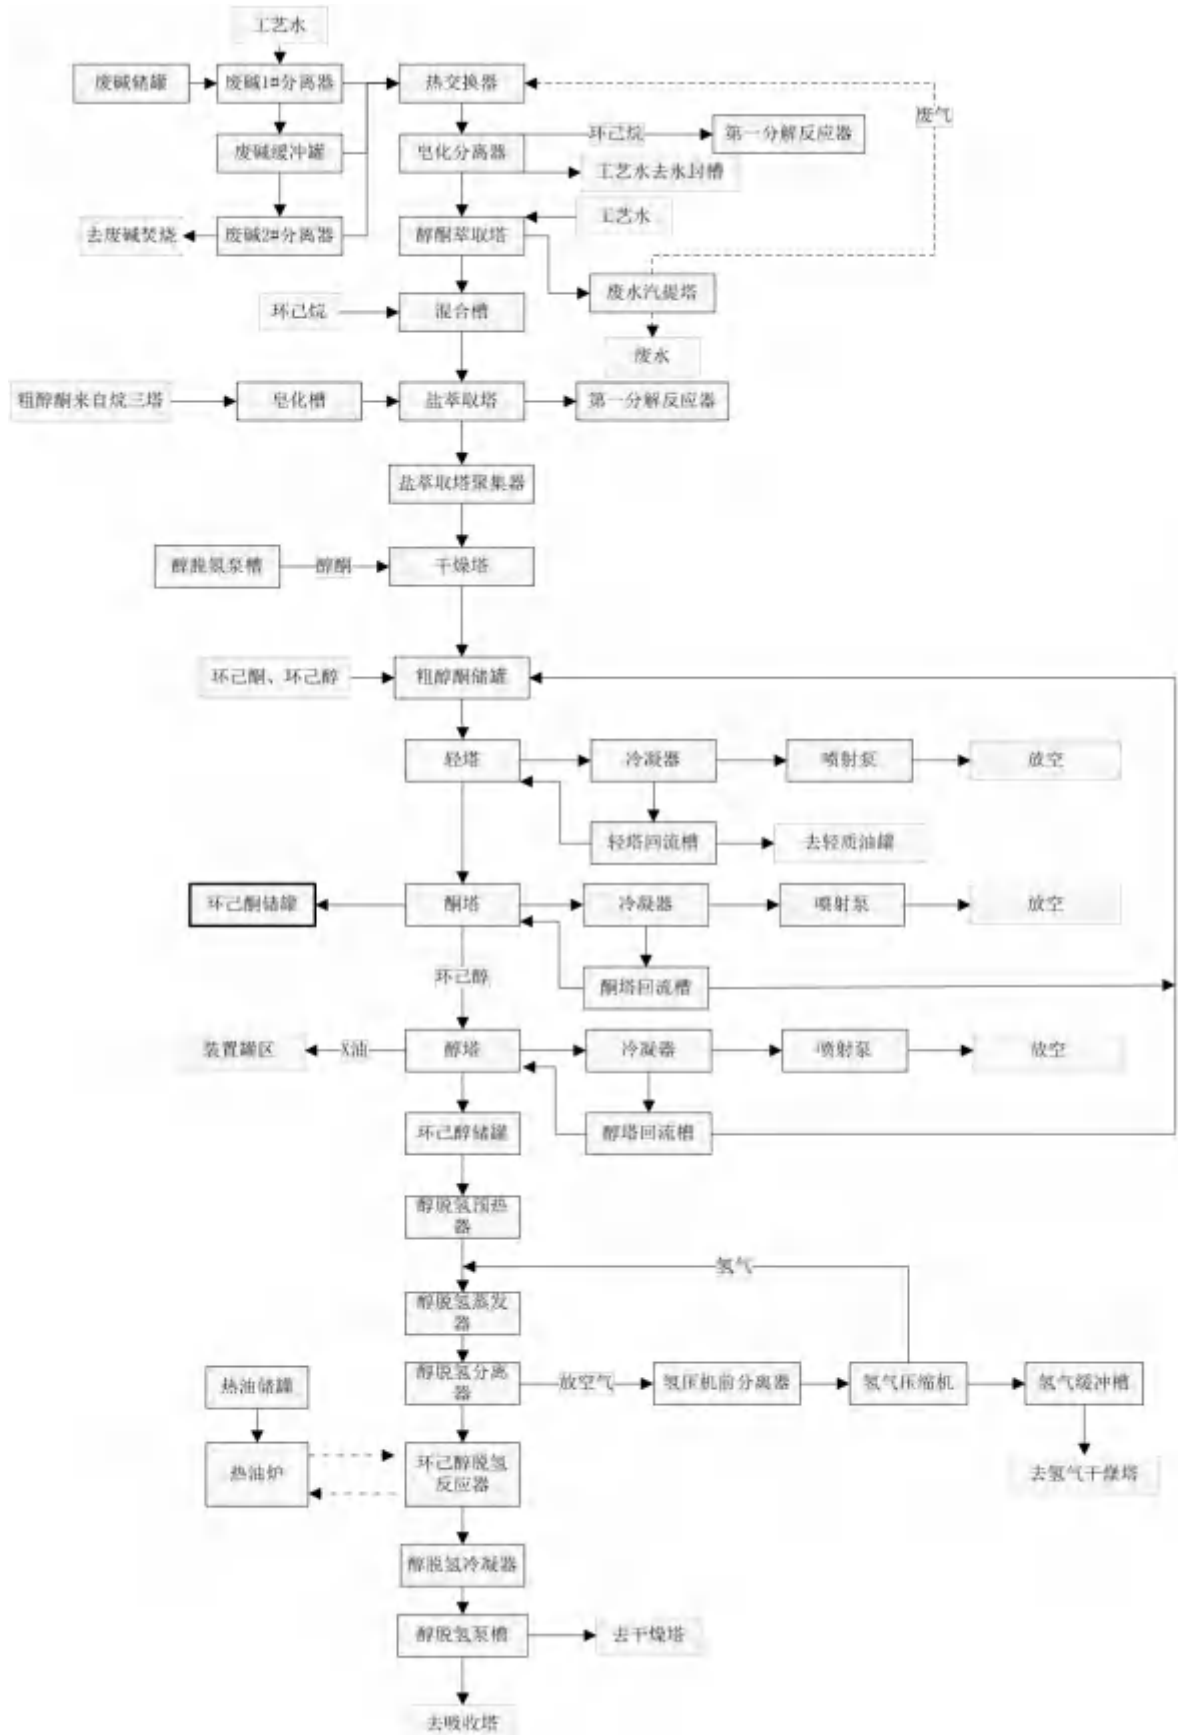 工艺水
废碱储罐
废碱1#分离器
热交换器
废气
废碱缓冲罐
皂化分离器
环己烷
第一分解反应器
工艺水去水封槽
工艺水
去废碱焚烧
废碱2#分离器
醇酮萃取塔
废水汽提塔
环己烷
混合槽
废水
粗醇酮来自烷三塔
皂化槽
盐萃取塔
第一分解反应器
盐萃取塔聚集器
醇脱氢泵槽
醇酮
干燥塔
环己酮、环己醇
粗醇酮储罐
轻塔
冷凝器
喷射泵
放空
轻塔回流槽
去轻质油罐
环己酮储罐
酮塔
冷凝器
喷射泵
放空
环己醇
酮塔回流槽
装置罐区
X油
醇塔
冷凝器
喷射泵
放空
环己醇储罐
醇塔回流槽
醇脱氢预热
器
氢气
醇脱氢蒸发
器
热油储罐
醇脱氢分离
器
放空气
氢压机前分离器
氢气压缩机
氢气缓冲槽
热油炉
环己醇脱氢
反应器
去氢气干燥塔
醇脱氢冷凝器
醇脱氢泵槽
去干燥塔
去吸收塔